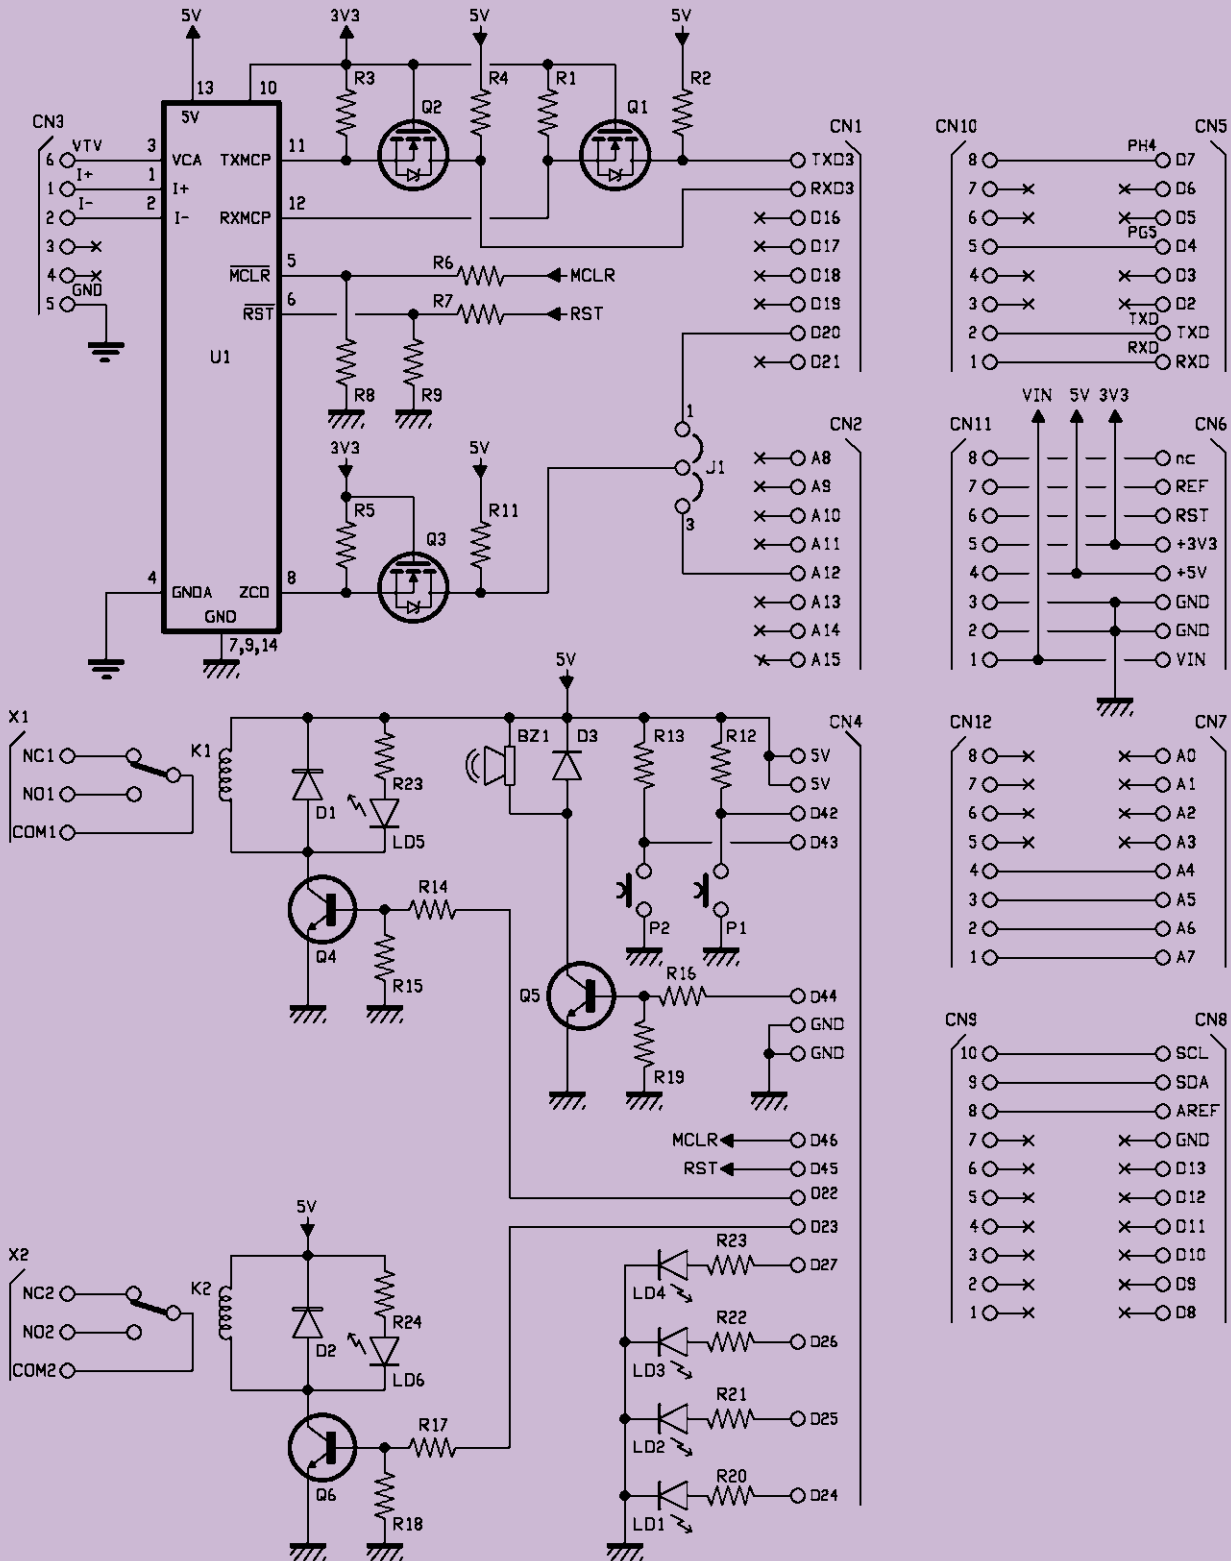 5V 3V3 5V 5V
13 10 R3 R4 R1 R2
Q2 Q1
CN3 5V CN1 CN10 CN5
6 VTV 3 VCA TXMCP 11 TXD3 8 PH4 D7
1 I+ 1 I+ RXD3 7 D6
2 I- 2 I- RXMCP 12 D16 6 D5
3 D17 5 PG5 D4
4 5 MCLR R6 MCLR D18 4 D3
5 GND 6 RST R7 RST D19 3 D2
D20 2 TXD TXD
U1 D21 1 RXD RXD
R8 R9
VIN 5V 3V3
1 CN2 CN11 CN6
3V3 5V A8 8 nc
J1 A9 7 REF
R5 R11 3 A10 6 RST
Q3 A11 5 +3V3
A12 4 +5V
4 GNDA ZCD 8 A13 3 GND
GND A14 2 GND
7,9,14 A15 1 VIN
5V
X1 CN4 CN12 CN7
NC1 K1 BZ1 D3 R13 R12 5V 8 A0
R23 5V 7 A1
NO1 D1 D42 6 A2
COM1 LD5 D43 5 A3
4 A4
R14 3 A5
P2 P1 2 A6
Q4 1 A7
R15 R16
Q5 D44 CN9 CN8
GND 10 SCL
R19 GND 9 SDA
8 AREF
MCLR D46 7 GND
RST D45 6 D13
D22 5 D12
5V D23 4 D11
X2 R23 D27 3 D10
NC2 K2 LD4 2 D9
R24 R22 1 D8
NO2 D2 D26
COM2 LD6 LD3
R21
R17 D25
LD2
Q6 R20
R18 D24
LD1